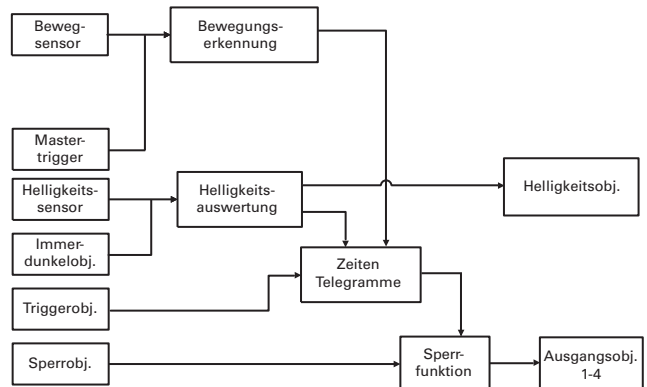 Beweg-
sensor
Bewegungs-
erkennung
Master-
trigger
Helligkeits-
sensor
Helligkeits-
auswertung
Helligkeitsobj.
Immer-
dunkelobj.
Zeiten
Telegramme
Triggerobj.
Sperrobj.
Sperr-
funktion
Ausgangsobj.
1-4